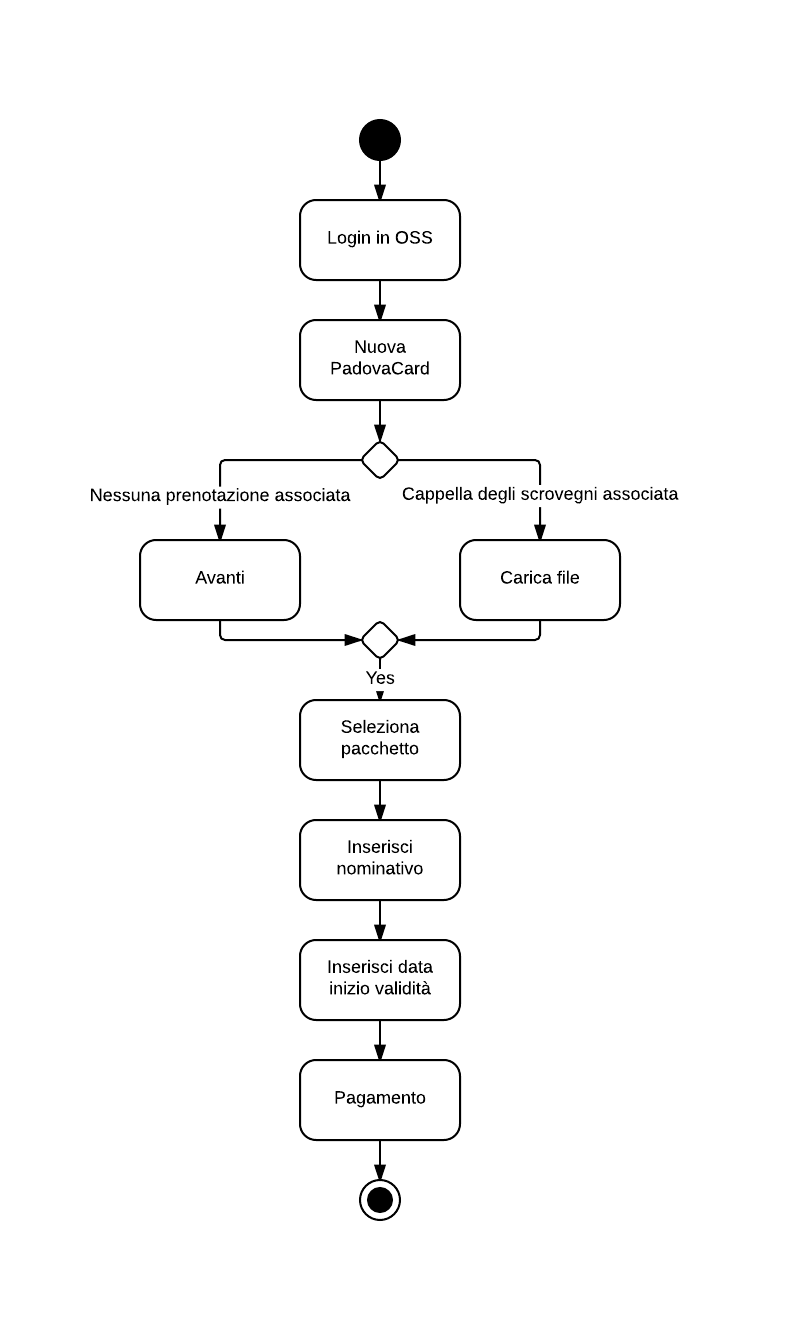 Login in OSS
Nuova
PadovaCard
Nessuna prenotazione associata
Cappella degli scrovegni associata
Avanti
Carica file
Yes
Seleziona
pacchetto
Inserisci
nominativo
Inserisci data
inizio validità
Pagamento